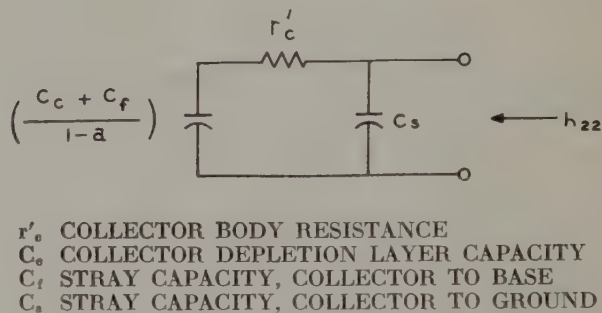 r'c
( Cc + Cf / 1-a )
Cs
h22
r'c COLLECTOR BODY RESISTANCE
Cc COLLECTOR DEPLETION LAYER CAPACITY
Cf STRAY CAPACITY, COLLECTOR TO BASE
Cs STRAY CAPACITY, COLLECTOR TO GROUND